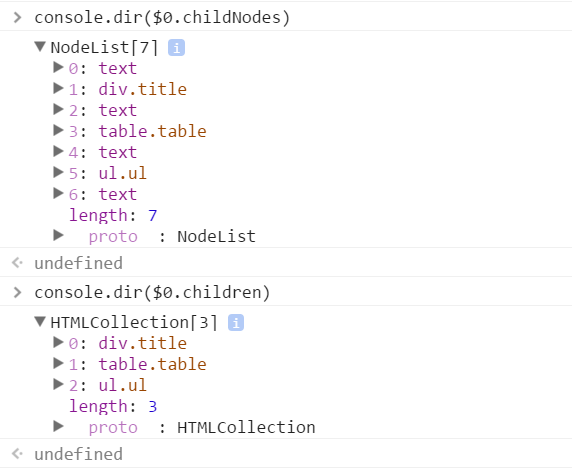 > console.dir($0.childNodes)
▼ NodeList[7] i
▶ 0: text
▶ 1: div.title
▶ 2: text
▶ 3: table.table
▶ 4: text
▶ 5: ul.ul
▶ 6: text
length: 7
▶ proto : NodeList
undefined
> console.dir($0.children)
▼ HTMLCollection[3] i
▶ 0: div.title
▶ 1: table.table
▶ 2: ul.ul
length: 3
▶ proto : HTMLCollection
undefined